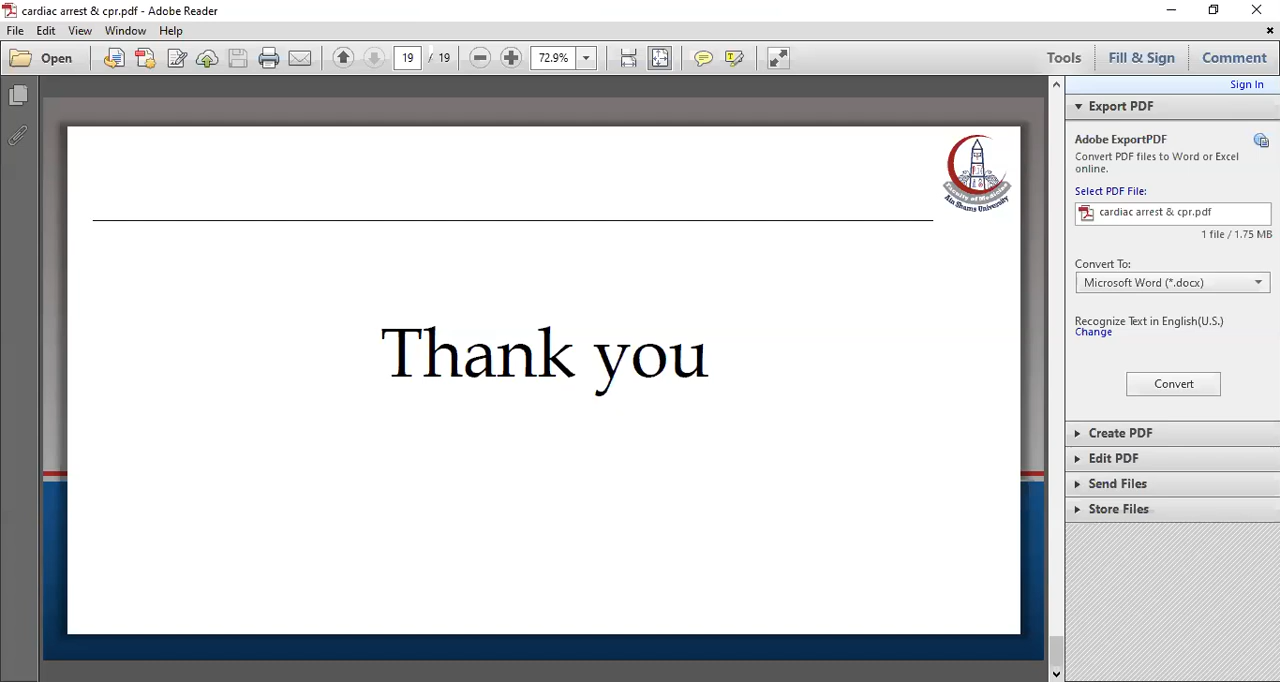 cardiac arrest & cpr.pdf - Adobe Reader
File Edit View Window Help
Open 19 / 19 72.9% Tools Fill & Sign Comment
Sign In
Export PDF
Adobe ExportPDF
Convert PDF files to Word or Excel
online.
Select PDF File:
cardiac arrest & cpr.pdf
1 file / 1.75 MB
Convert To:
Microsoft Word (*.docx)
Recognize Text in English(U.S.)
Change
Convert
Create PDF
Edit PDF
Send Files
Store Files
Faculty of Medicine
Ain Shams University
Thank you